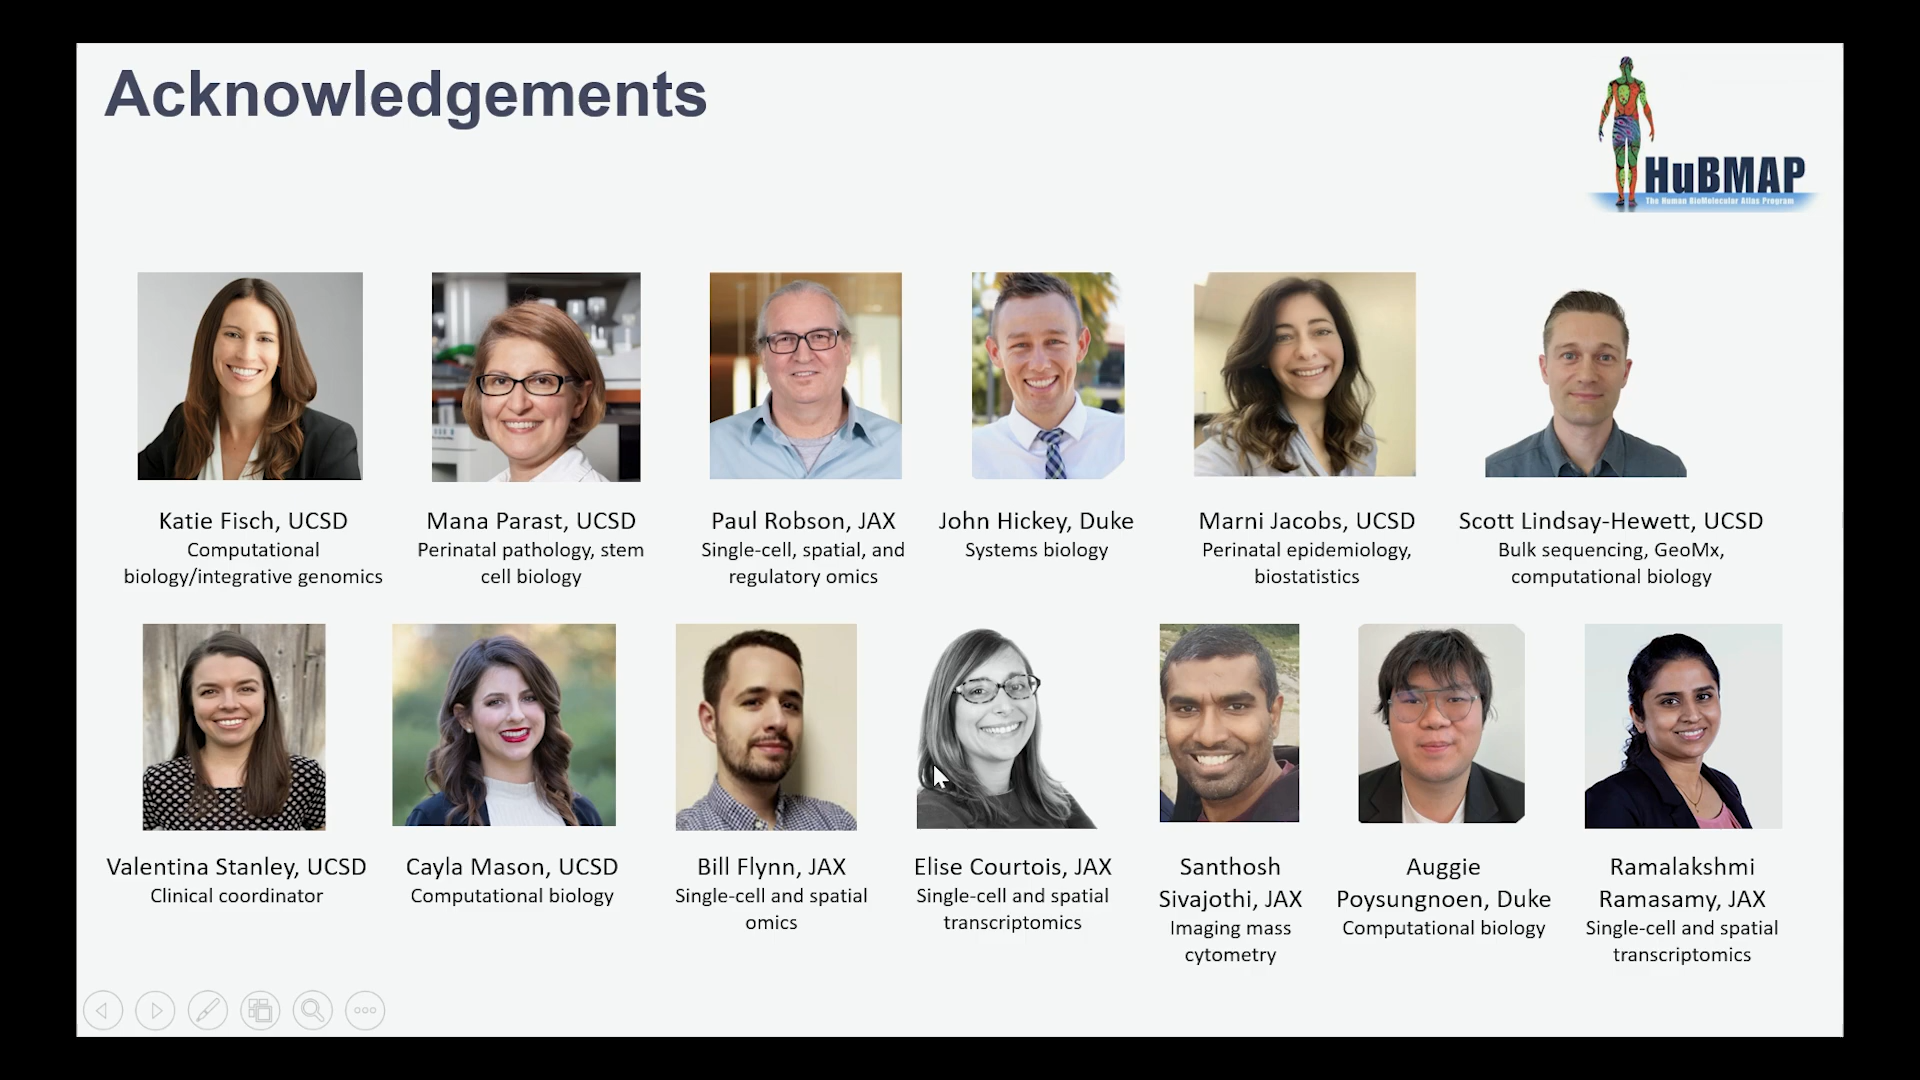 Acknowledgements
HuBMAP
The Human BioMolecular Atlas Program
Katie Fisch, UCSD
Computational
biology/integrative genomics
Mana Parast, UCSD
Perinatal pathology, stem
cell biology
Paul Robson, JAX
Single-cell, spatial, and
regulatory omics
John Hickey, Duke
Systems biology
Marni Jacobs, UCSD
Perinatal epidemiology,
biostatistics
Scott Lindsay-Hewett, UCSD
Bulk sequencing, GeoMx,
computational biology
Valentina Stanley, UCSD
Clinical coordinator
Cayla Mason, UCSD
Computational biology
Bill Flynn, JAX
Single-cell and spatial
omics
Elise Courtois, JAX
Single-cell and spatial
transcriptomics
Santhosh
Sivajothi, JAX
Imaging mass
cytometry
Auggie
Poysungnoen, Duke
Computational biology
Ramalakshmi
Ramasamy, JAX
Single-cell and spatial
transcriptomics